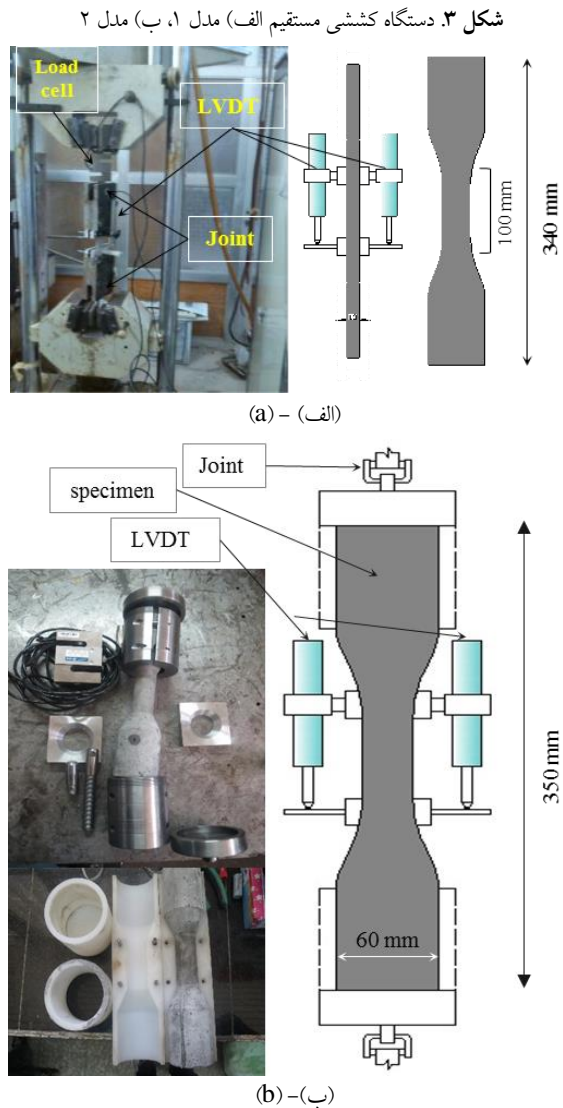 شکل ۳. دستگاه کششی مستقیم الف) مدل ۱، ب) مدل ۲
Load
cell
LVDT
Joint
100 mm
340 mm
(الف) – (a)
Joint
specimen
LVDT
350 mm
60 mm
(ب)– (b)